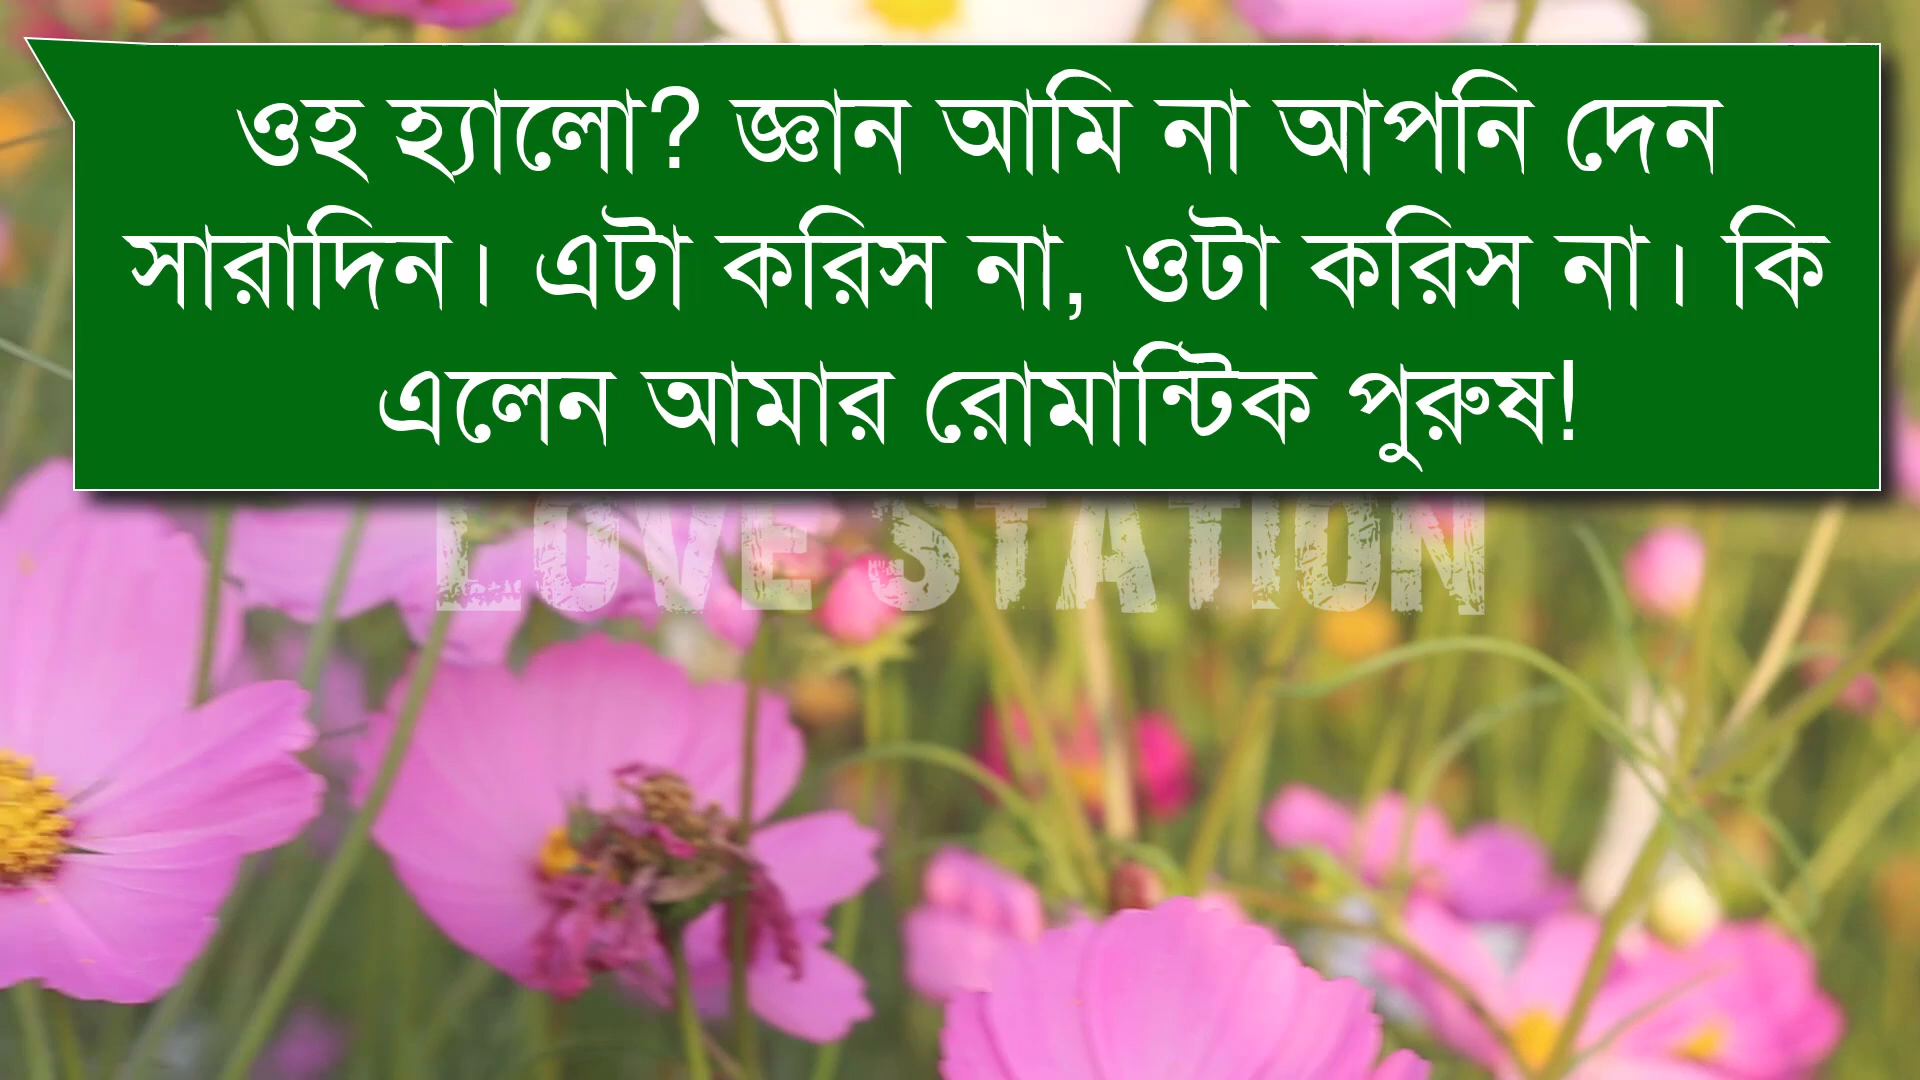 ওহ হ্যালো? জ্ঞান আমি না আপনি দেন
সারাদিন। এটা করিস না, ওটা করিস না। কি
এলেন আমার রোমান্টিক পুরুষ!
LOVE STATION